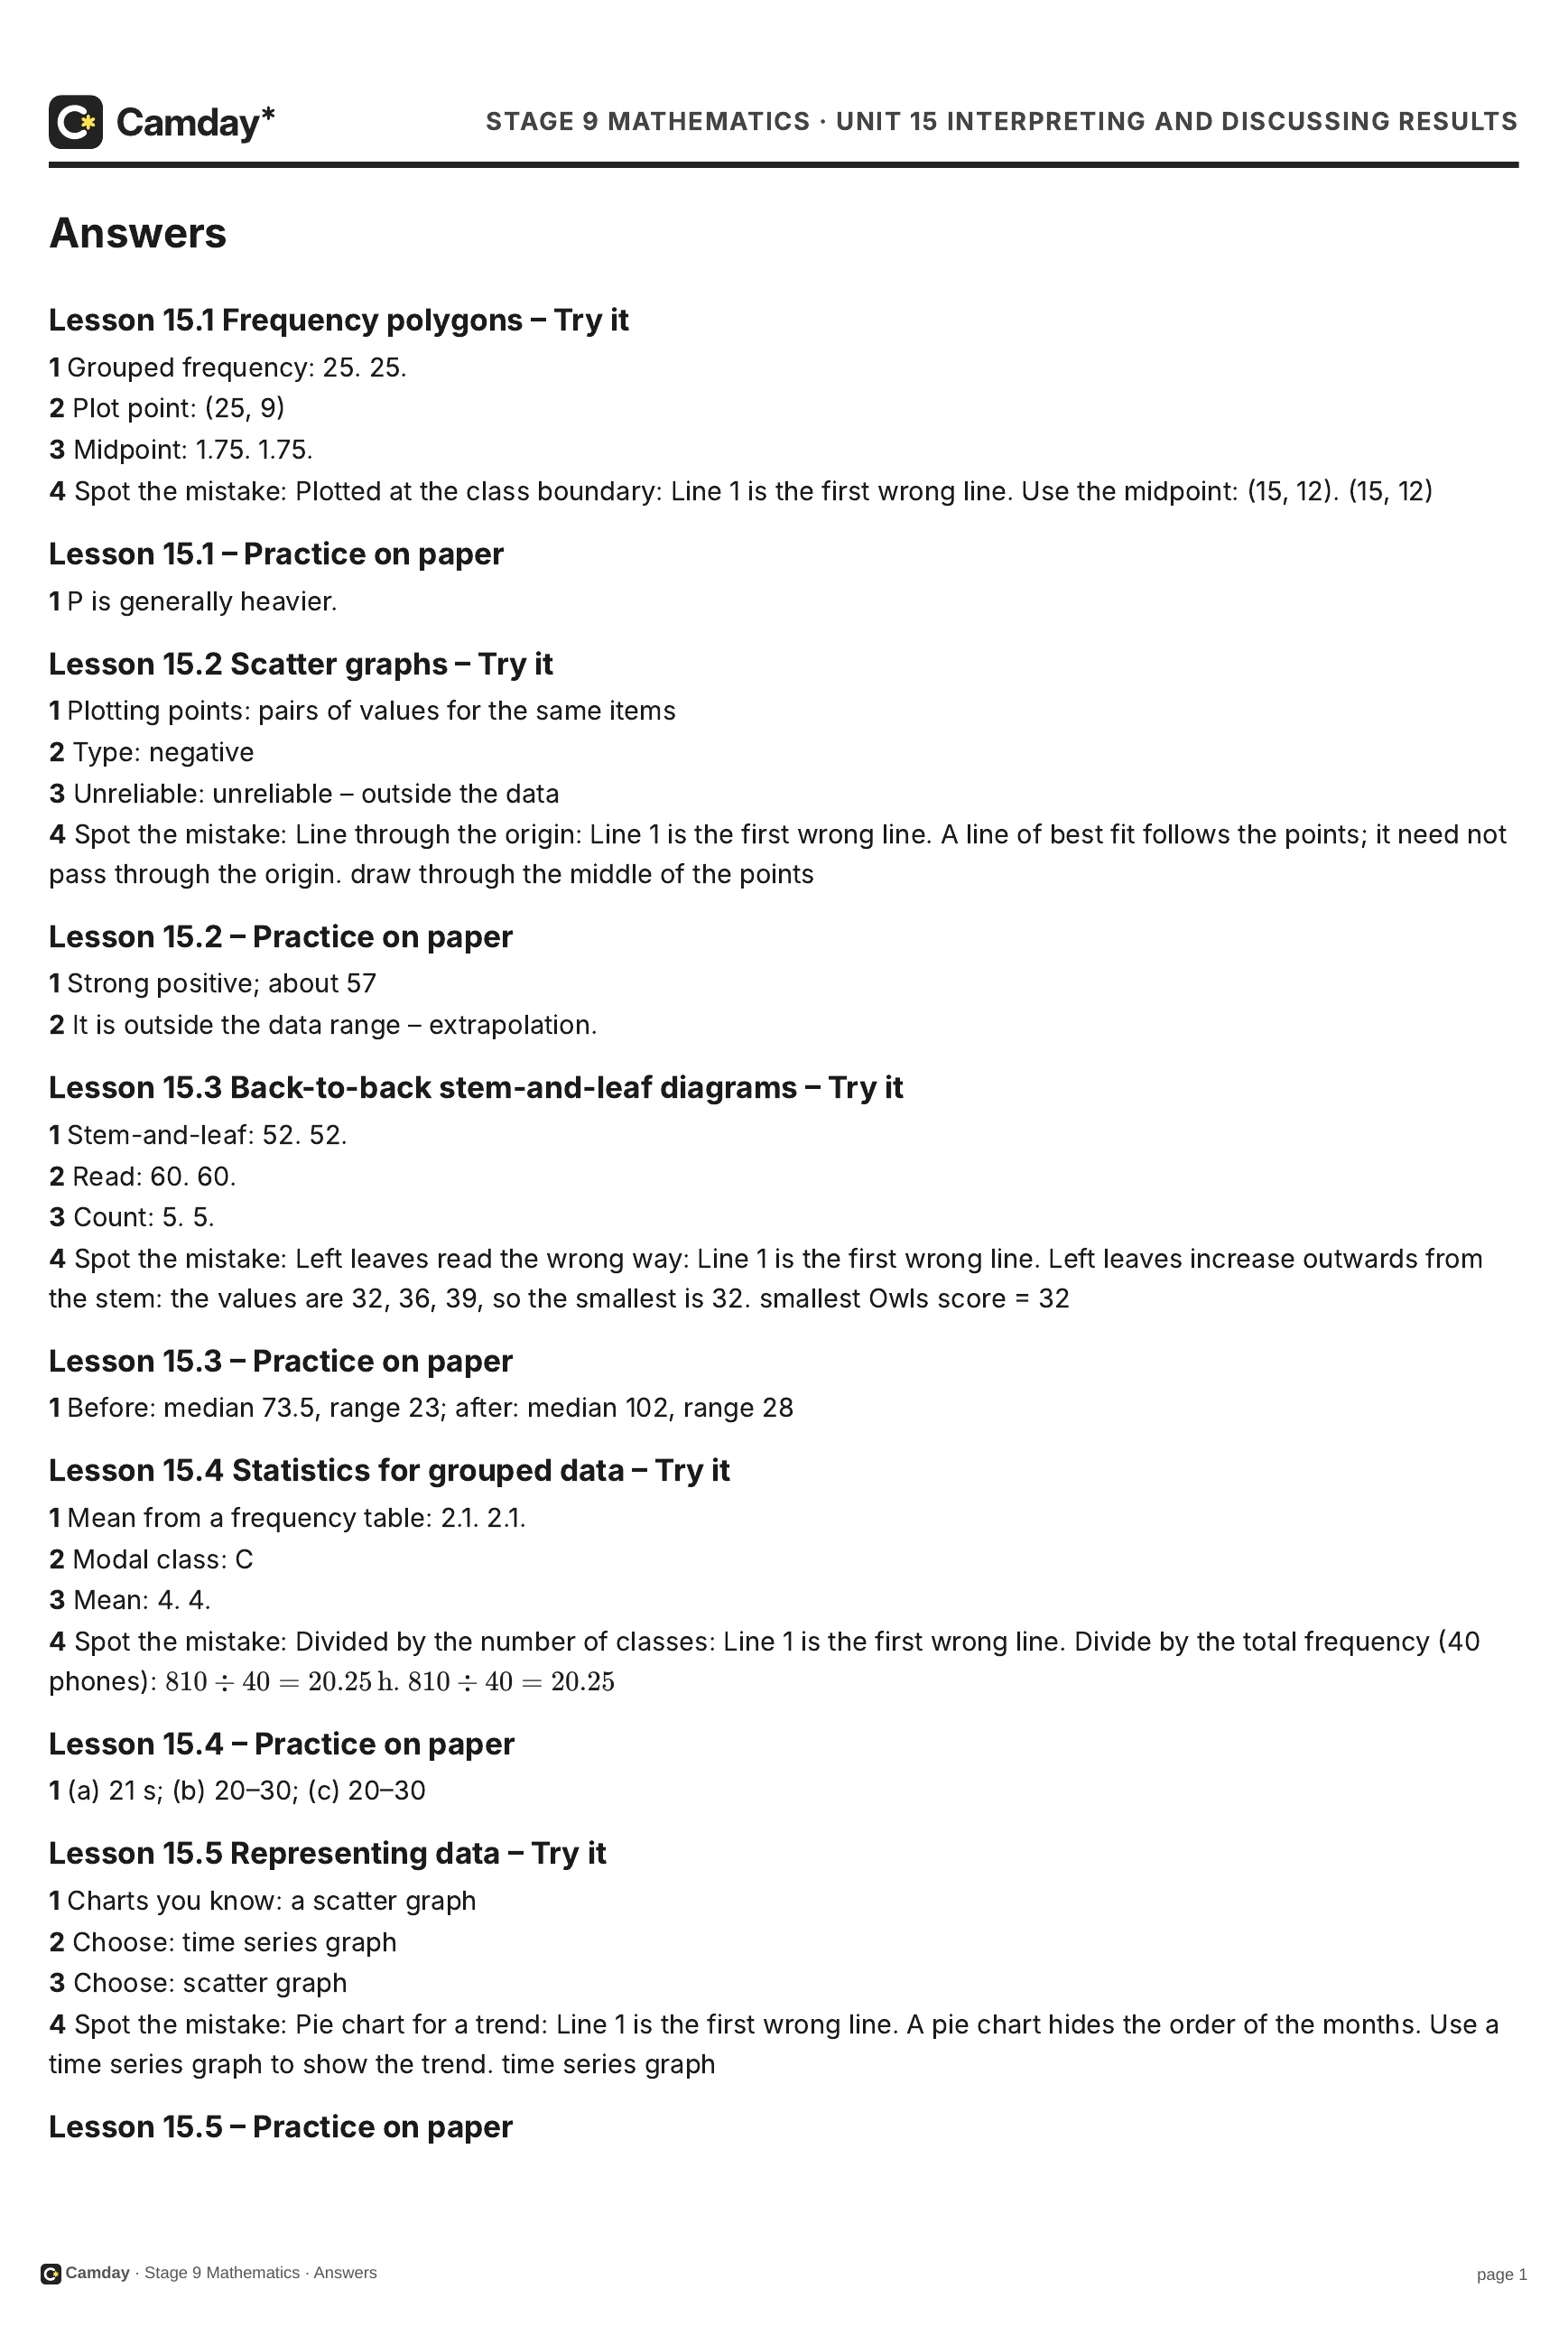 Camday*
STAGE 9 MATHEMATICS · UNIT 15 INTERPRETING AND DISCUSSING RESULTS
Answers
Lesson 15.1 Frequency polygons – Try it
1 Grouped frequency: 25. 25.
2 Plot point: (25, 9)
3 Midpoint: 1.75. 1.75.
4 Spot the mistake: Plotted at the class boundary: Line 1 is the first wrong line. Use the midpoint: (15, 12). (15, 12)
Lesson 15.1 – Practice on paper
1 P is generally heavier.
Lesson 15.2 Scatter graphs – Try it
1 Plotting points: pairs of values for the same items
2 Type: negative
3 Unreliable: unreliable – outside the data
4 Spot the mistake: Line through the origin: Line 1 is the first wrong line. A line of best fit follows the points; it need not
pass through the origin. draw through the middle of the points
Lesson 15.2 – Practice on paper
1 Strong positive; about 57
2 It is outside the data range – extrapolation.
Lesson 15.3 Back-to-back stem-and-leaf diagrams – Try it
1 Stem-and-leaf: 52. 52.
2 Read: 60. 60.
3 Count: 5. 5.
4 Spot the mistake: Left leaves read the wrong way: Line 1 is the first wrong line. Left leaves increase outwards from
the stem: the values are 32, 36, 39, so the smallest is 32. smallest Owls score = 32
Lesson 15.3 – Practice on paper
1 Before: median 73.5, range 23; after: median 102, range 28
Lesson 15.4 Statistics for grouped data – Try it
1 Mean from a frequency table: 2.1. 2.1.
2 Modal class: C
3 Mean: 4. 4.
4 Spot the mistake: Divided by the number of classes: Line 1 is the first wrong line. Divide by the total frequency (40
phones): 810 ÷ 40 = 20.25 h. 810 ÷ 40 = 20.25
Lesson 15.4 – Practice on paper
1 (a) 21 s; (b) 20–30; (c) 20–30
Lesson 15.5 Representing data – Try it
1 Charts you know: a scatter graph
2 Choose: time series graph
3 Choose: scatter graph
4 Spot the mistake: Pie chart for a trend: Line 1 is the first wrong line. A pie chart hides the order of the months. Use a
time series graph to show the trend. time series graph
Lesson 15.5 – Practice on paper
Camday · Stage 9 Mathematics · Answers
page 1